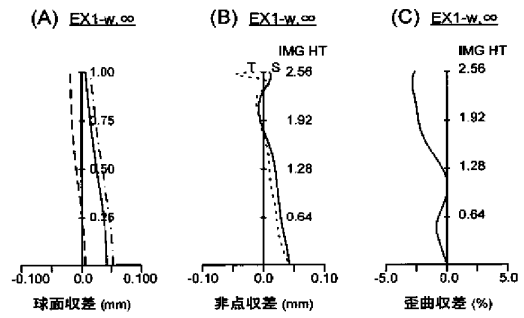 (A) EX1-w,∞
1.00
0.75
0.50
0.25
-0.100 0.0 0.100
球面収差 (mm)
(B) EX1-w,∞
IMG HT
T S 2.56
1.92
1.28
0.64
-0.100 0.0 0.100
非点収差 (mm)
(C) EX1-w,∞
IMG HT
2.56
1.92
1.28
0.64
-5.0 0.0 5.0
歪曲収差 (%)